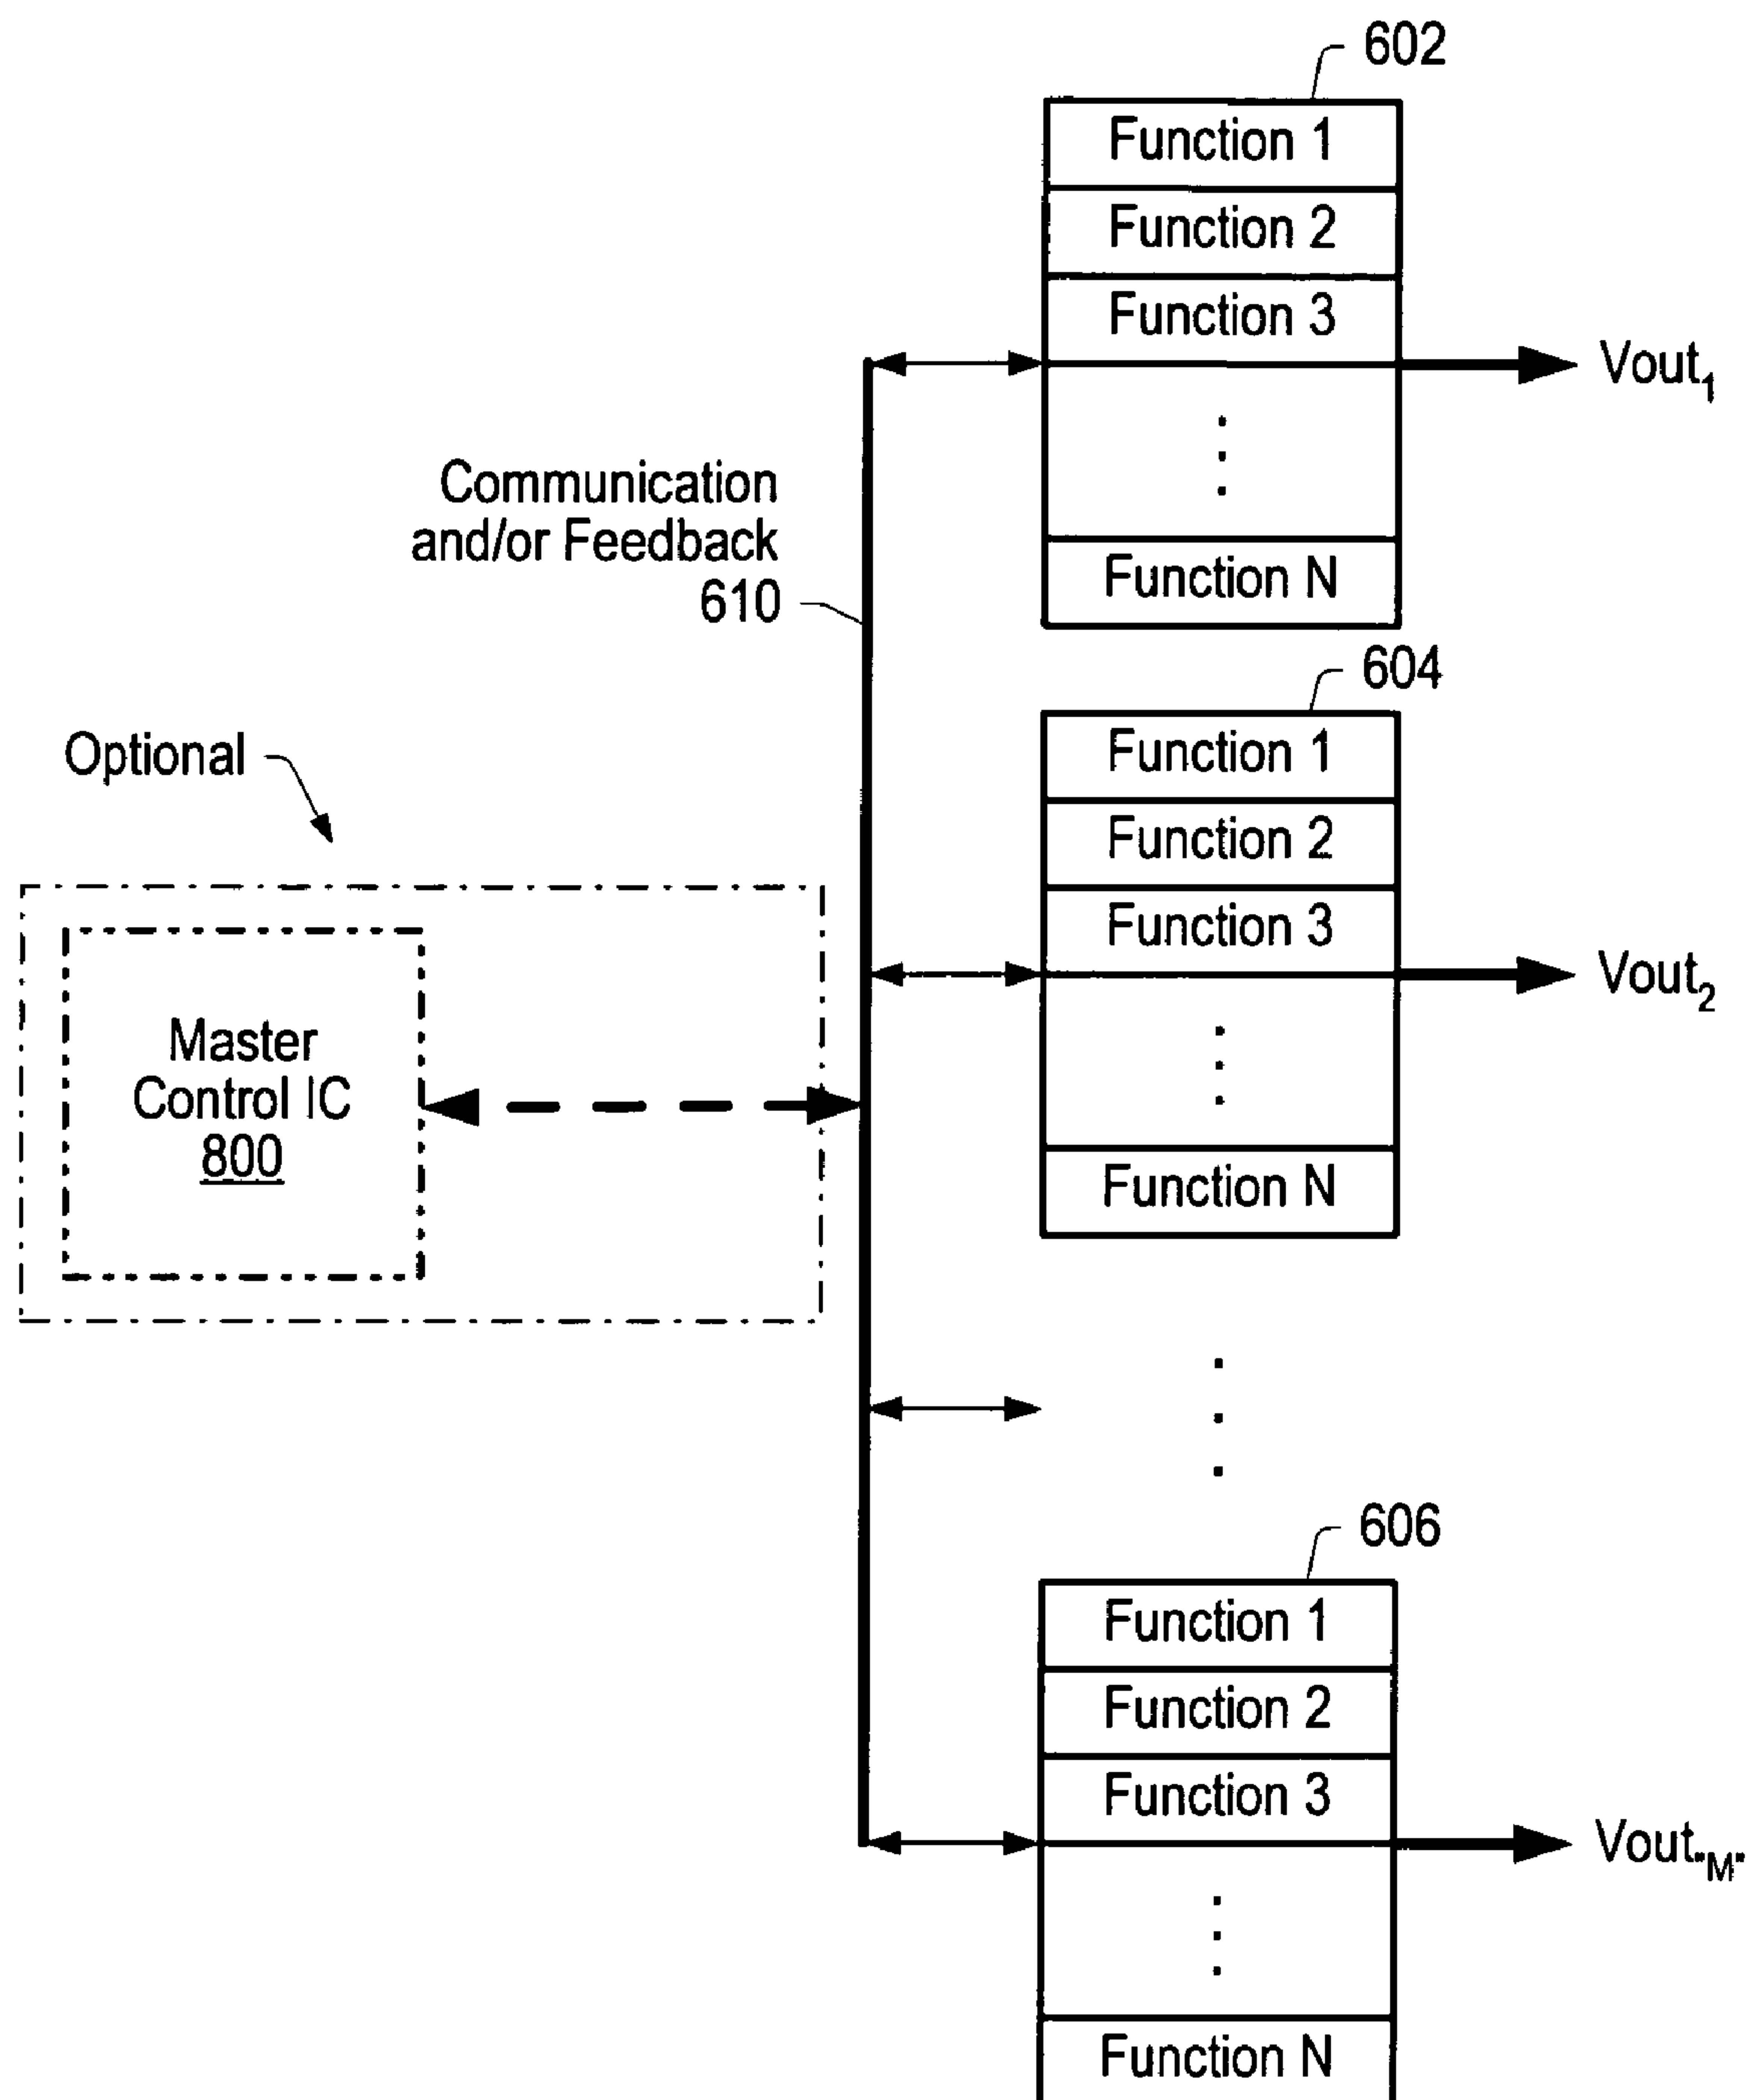 602
Function 1
Function 2
Function 3
Vout1
Communication
and/or Feedback
610
Function N
604
Optional
Function 1
Function 2
Function 3
Vout2
Master
Control IC
800
Function N
606
Function 1
Function 2
Function 3
Vout"M"
Function N